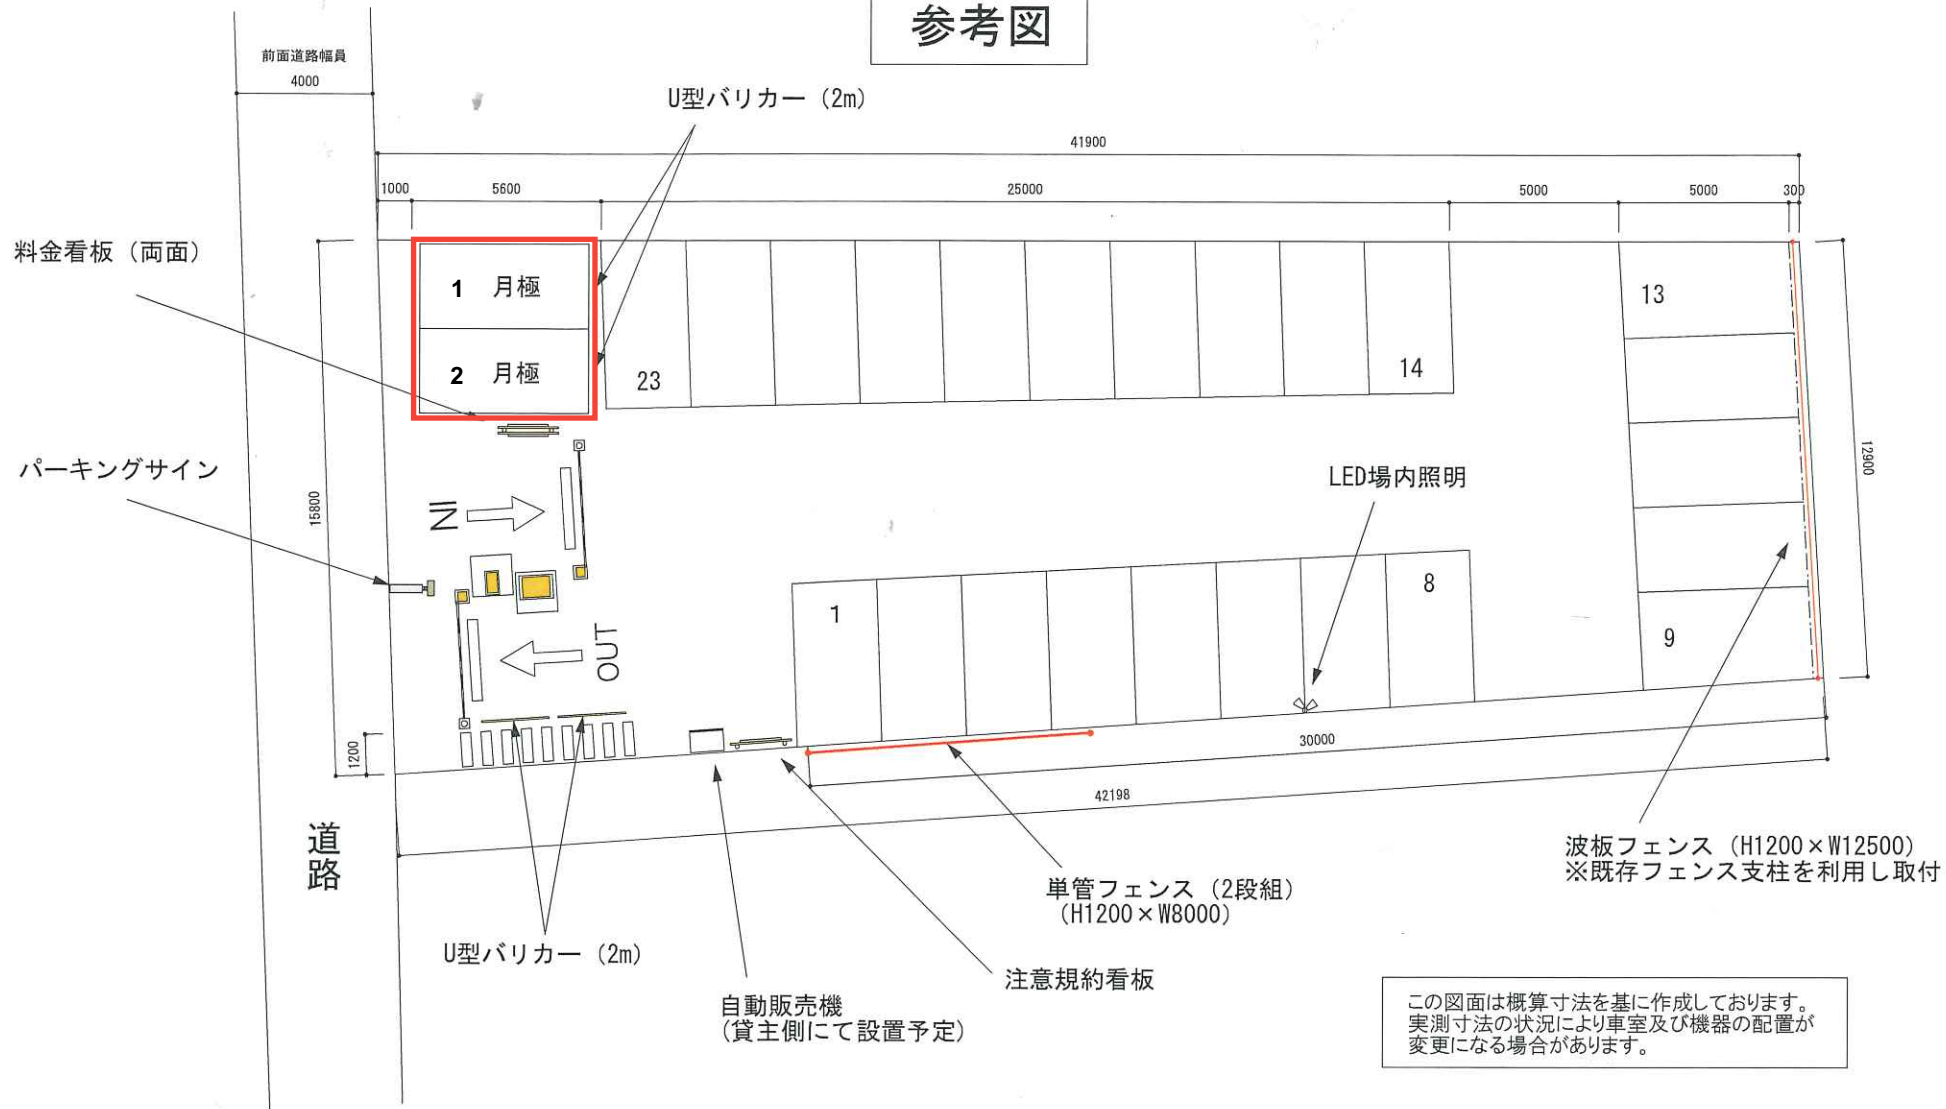 参考図
前面道路幅員
4000
U型バリカー（2m）
41900
1000
5600
25000
5000
5000
300
料金看板（両面）
1 月極
2 月極
23
14
13
パーキングサイン
15800
IN
LED場内照明
12900
1
8
9
OUT
1200
30000
42198
道路
波板フェンス（H1200×W12500）
※既存フェンス支柱を利用し取付
単管フェンス（2段組）
（H1200×W8000）
U型バリカー（2m）
注意規約看板
自動販売機
（貸主側にて設置予定）
この図面は概算寸法を基に作成しております。
実測寸法の状況により車室及び機器の配置が
変更になる場合があります。